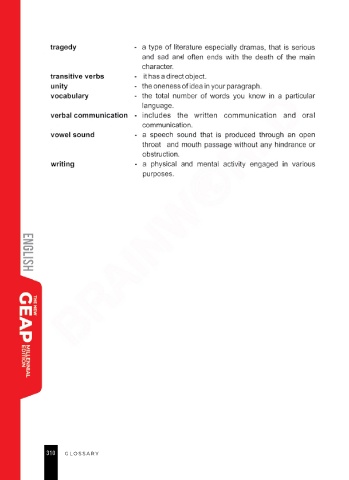 tragedy - a type of literature especially dramas, that is serious
and sad and often ends with the death of the main
character.
transitive verbs - it has a direct object.
unity - the oneness of idea in your paragraph.
vocabulary - the total number of words you know in a particular
language.
verbal communication - includes the written communication and oral
communication.
vowel sound - a speech sound that is produced through an open
throat and mouth passage without any hindrance or
obstruction.
writing - a physical and mental activity engaged in various
purposes.
ENGLISH
THE NEW
GEAP
MILLENNIAL
EDITION
318 GLOSSARY